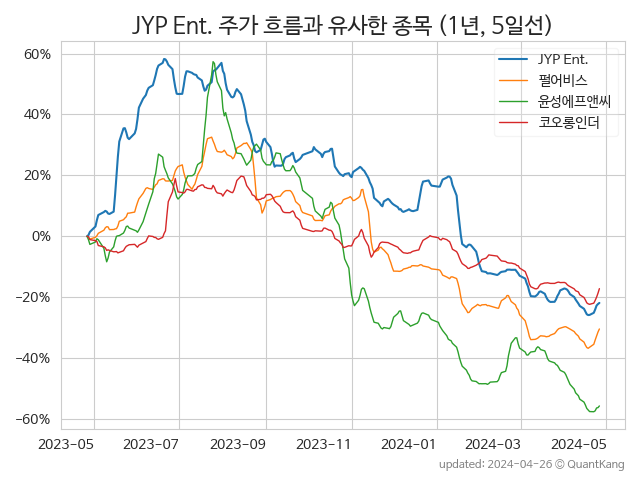 JYP Ent. 주가 흐름과 유사한 종목 (1년, 5일선)
JYP Ent.
펄어비스
윤성에프앤씨
코오롱인더
60%
40%
20%
0%
−20%
−40%
−60%
2023-05
2023-07
2023-09
2023-11
2024-01
2024-03
2024-05
updated: 2024-04-26 © QuantKang